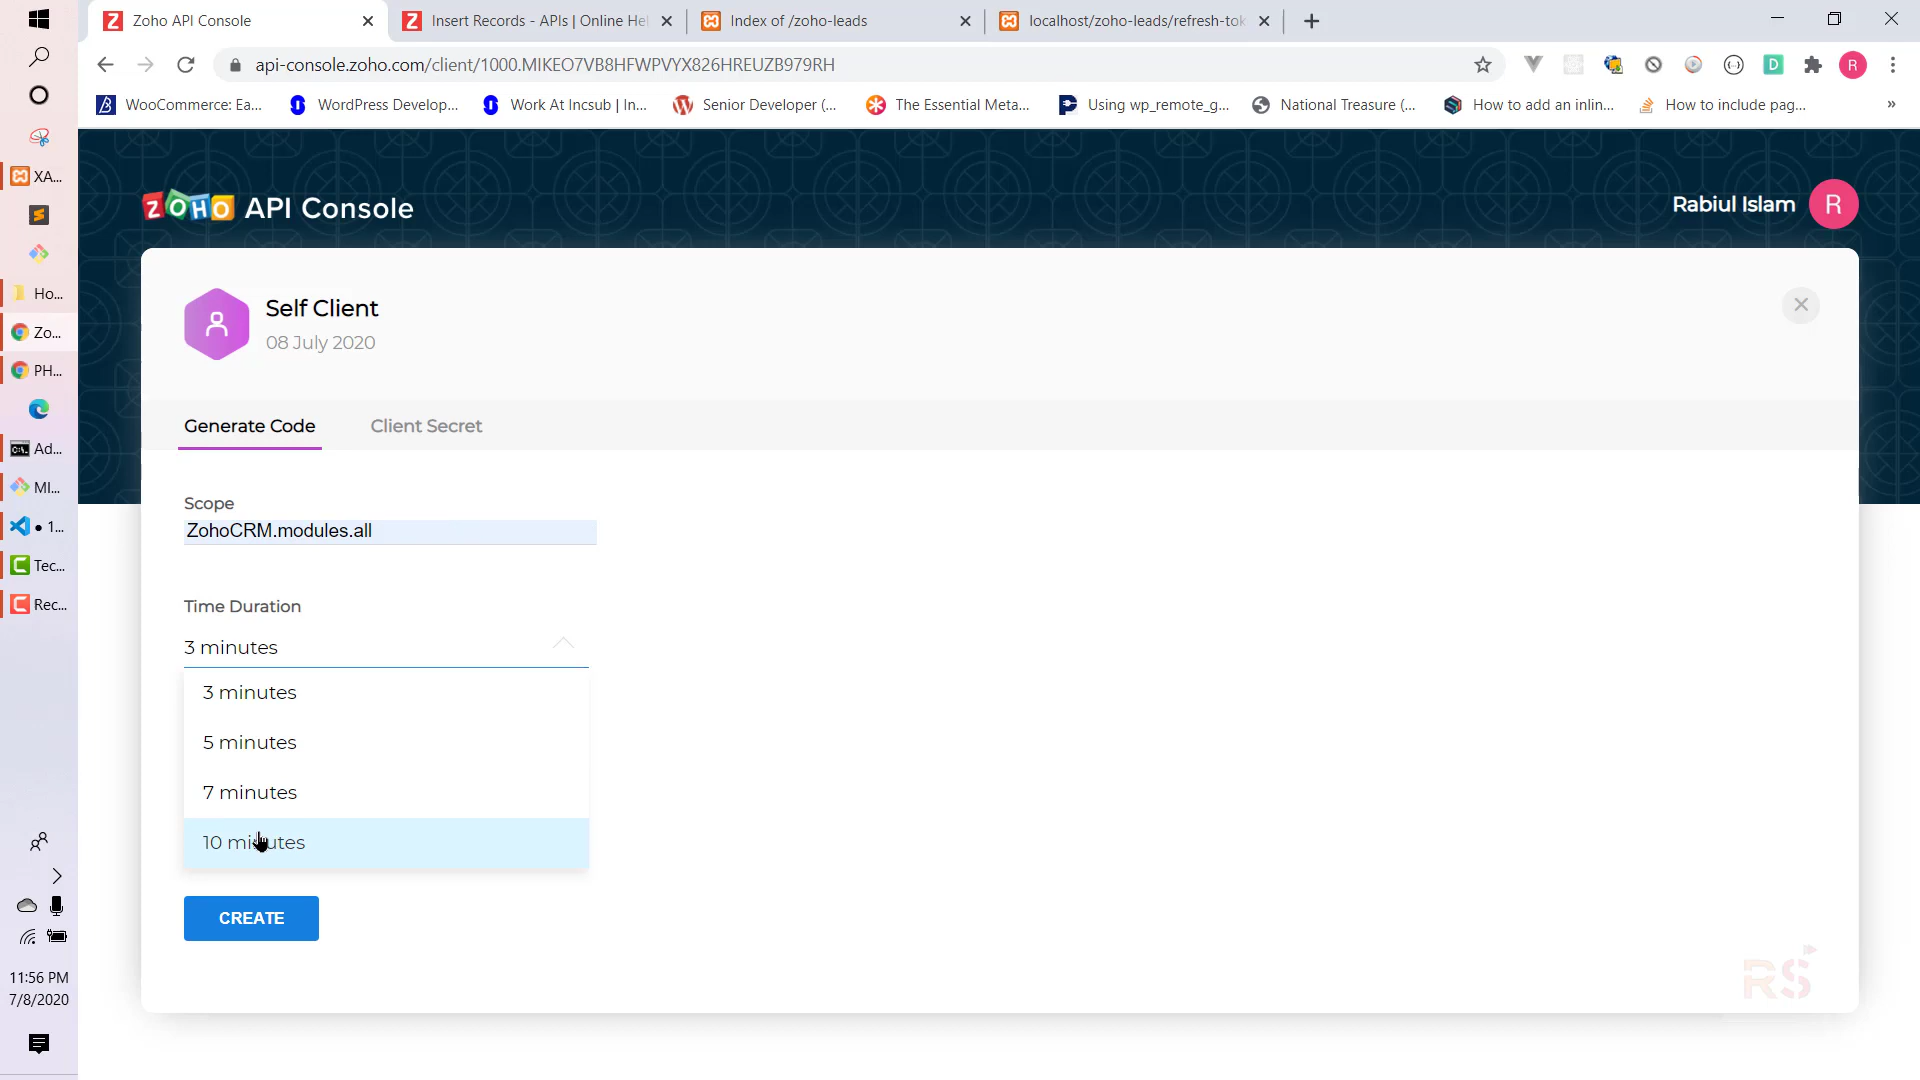 Zoho API Console
Insert Records - APIs | Online He
Index of /zoho-leads
localhost/zoho-leads/refresh-tok
api-console.zoho.com/client/1000.MIKEO7VB8HFWPVYX826HREUZB979RH
R
WooCommerce: Ea...
WordPress Develop...
Work At Incsub | In...
Senior Developer (...
The Essential Meta...
Using wp_remote_g...
National Treasure (...
How to add an inlin...
How to include pag...
»
XA...
Ho...
Zo...
PH...
Ad...
MI...
● 1...
Tec...
Rec...
11:56 PM
7/8/2020
ZOHO API Console
Rabiul Islam
R
Self Client
08 July 2020
Generate Code
Client Secret
Scope
ZohoCRM.modules.all
Time Duration
3 minutes
3 minutes
5 minutes
7 minutes
10 minutes
CREATE
RS